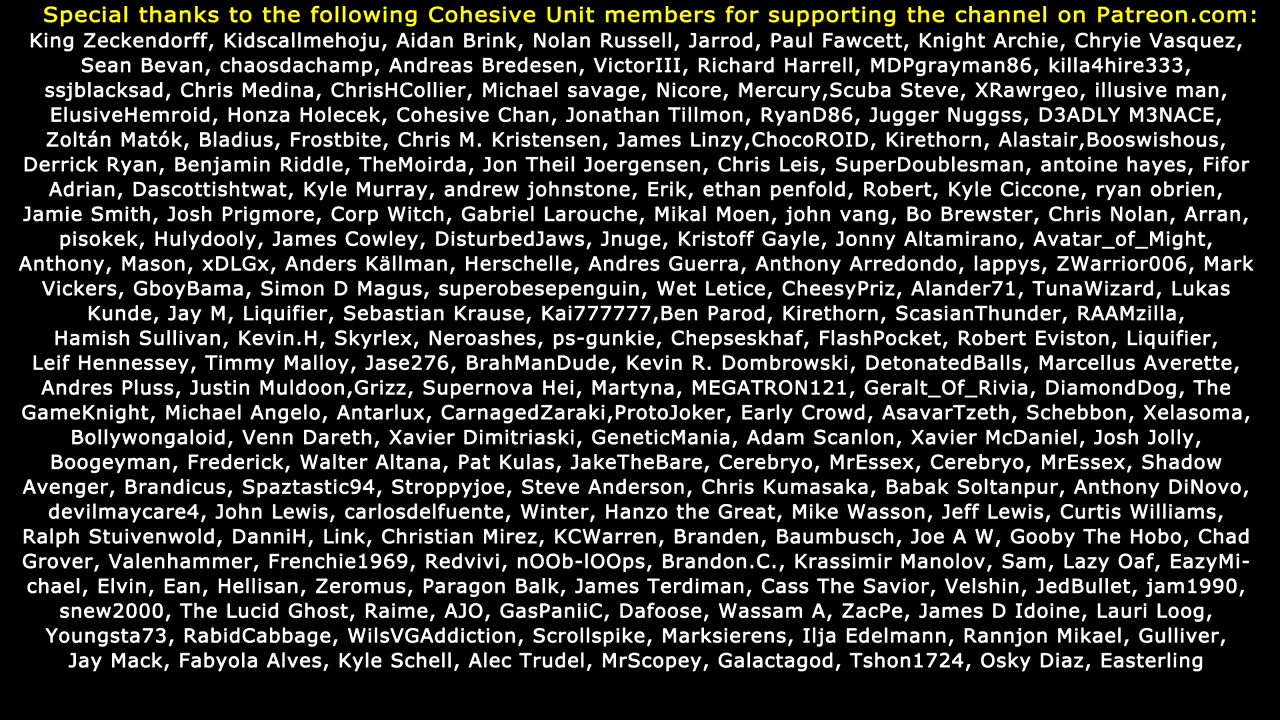 Special thanks to the following Cohesive Unit members for supporting the channel on Patreon.com:
King Zeckendorff, Kidscallmehoju, Aidan Brink, Nolan Russell, Jarrod, Paul Fawcett, Knight Archie, Chryie Vasquez,
Sean Bevan, chaosdachamp, Andreas Bredesen, VictorIII, Richard Harrell, MDPgrayman86, killa4hire333,
ssjblacksad, Chris Medina, ChrisHCollier, Michael savage, Nicore, Mercury,Scuba Steve, XRawrgeo, illusive man,
ElusiveHemroid, Honza Holecek, Cohesive Chan, Jonathan Tillmon, RyanD86, Jugger Nuggss, D3ADLY M3NACE,
Zoltán Matók, Bladius, Frostbite, Chris M. Kristensen, James Linzy,ChocoROID, Kirethorn, Alastair,Booswishous,
Derrick Ryan, Benjamin Riddle, TheMoirda, Jon Theil Joergensen, Chris Leis, SuperDoublesman, antoine hayes, Fifor
Adrian, Dascottishtwat, Kyle Murray, andrew johnstone, Erik, ethan penfold, Robert, Kyle Ciccone, ryan obrien,
Jamie Smith, Josh Prigmore, Corp Witch, Gabriel Larouche, Mikal Moen, john vang, Bo Brewster, Chris Nolan, Arran,
pisokek, Hulydooly, James Cowley, DisturbedJaws, Jnuge, Kristoff Gayle, Jonny Altamirano, Avatar_of_Might,
Anthony, Mason, xDLGx, Anders Källman, Herschelle, Andres Guerra, Anthony Arredondo, lappys, ZWarrior006, Mark
Vickers, GboyBama, Simon D Magus, superobesepenguin, Wet Letice, CheesyPriz, Alander71, TunaWizard, Lukas
Kunde, Jay M, Liquifier, Sebastian Krause, Kai777777,Ben Parod, Kirethorn, ScasianThunder, RAAMzilla,
Hamish Sullivan, Kevin.H, Skyrlex, Neroashes, ps-gunkie, Chepseskhaf, FlashPocket, Robert Eviston, Liquifier,
Leif Hennessey, Timmy Malloy, Jase276, BrahManDude, Kevin R. Dombrowski, DetonatedBalls, Marcellus Averette,
Andres Pluss, Justin Muldoon,Grizz, Supernova Hei, Martyna, MEGATRON121, Geralt_Of_Rivia, DiamondDog, The
GameKnight, Michael Angelo, Antarlux, CarnagedZaraki,ProtoJoker, Early Crowd, AsavarTzeth, Schebbon, Xelasoma,
Bollywongaloid, Venn Dareth, Xavier Dimitriaski, GeneticMania, Adam Scanlon, Xavier McDaniel, Josh Jolly,
Boogeyman, Frederick, Walter Altana, Pat Kulas, JakeTheBare, Cerebryo, MrEssex, Cerebryo, MrEssex, Shadow
Avenger, Brandicus, Spaztastic94, Stroppyjoe, Steve Anderson, Chris Kumasaka, Babak Soltanpur, Anthony DiNovo,
devilmaycare4, John Lewis, carlosdelfuente, Winter, Hanzo the Great, Mike Wasson, Jeff Lewis, Curtis Williams,
Ralph Stuivenwold, DanniH, Link, Christian Mirez, KCWarren, Branden, Baumbusch, Joe A W, Gooby The Hobo, Chad
Grover, Valenhammer, Frenchie1969, Redvivi, nOOb-lOOps, Brandon.C., Krassimir Manolov, Sam, Lazy Oaf, EazyMi-
chael, Elvin, Ean, Hellisan, Zeromus, Paragon Balk, James Terdiman, Cass The Savior, Velshin, JedBullet, jam1990,
snew2000, The Lucid Ghost, Raime, AJO, GasPaniiC, Dafoose, Wassam A, ZacPe, James D Idoine, Lauri Loog,
Youngsta73, RabidCabbage, WilsVGAddiction, Scrollspike, Marksierens, Ilja Edelmann, Rannjon Mikael, Gulliver,
Jay Mack, Fabyola Alves, Kyle Schell, Alec Trudel, MrScopey, Galactagod, Tshon1724, Osky Diaz, Easterling